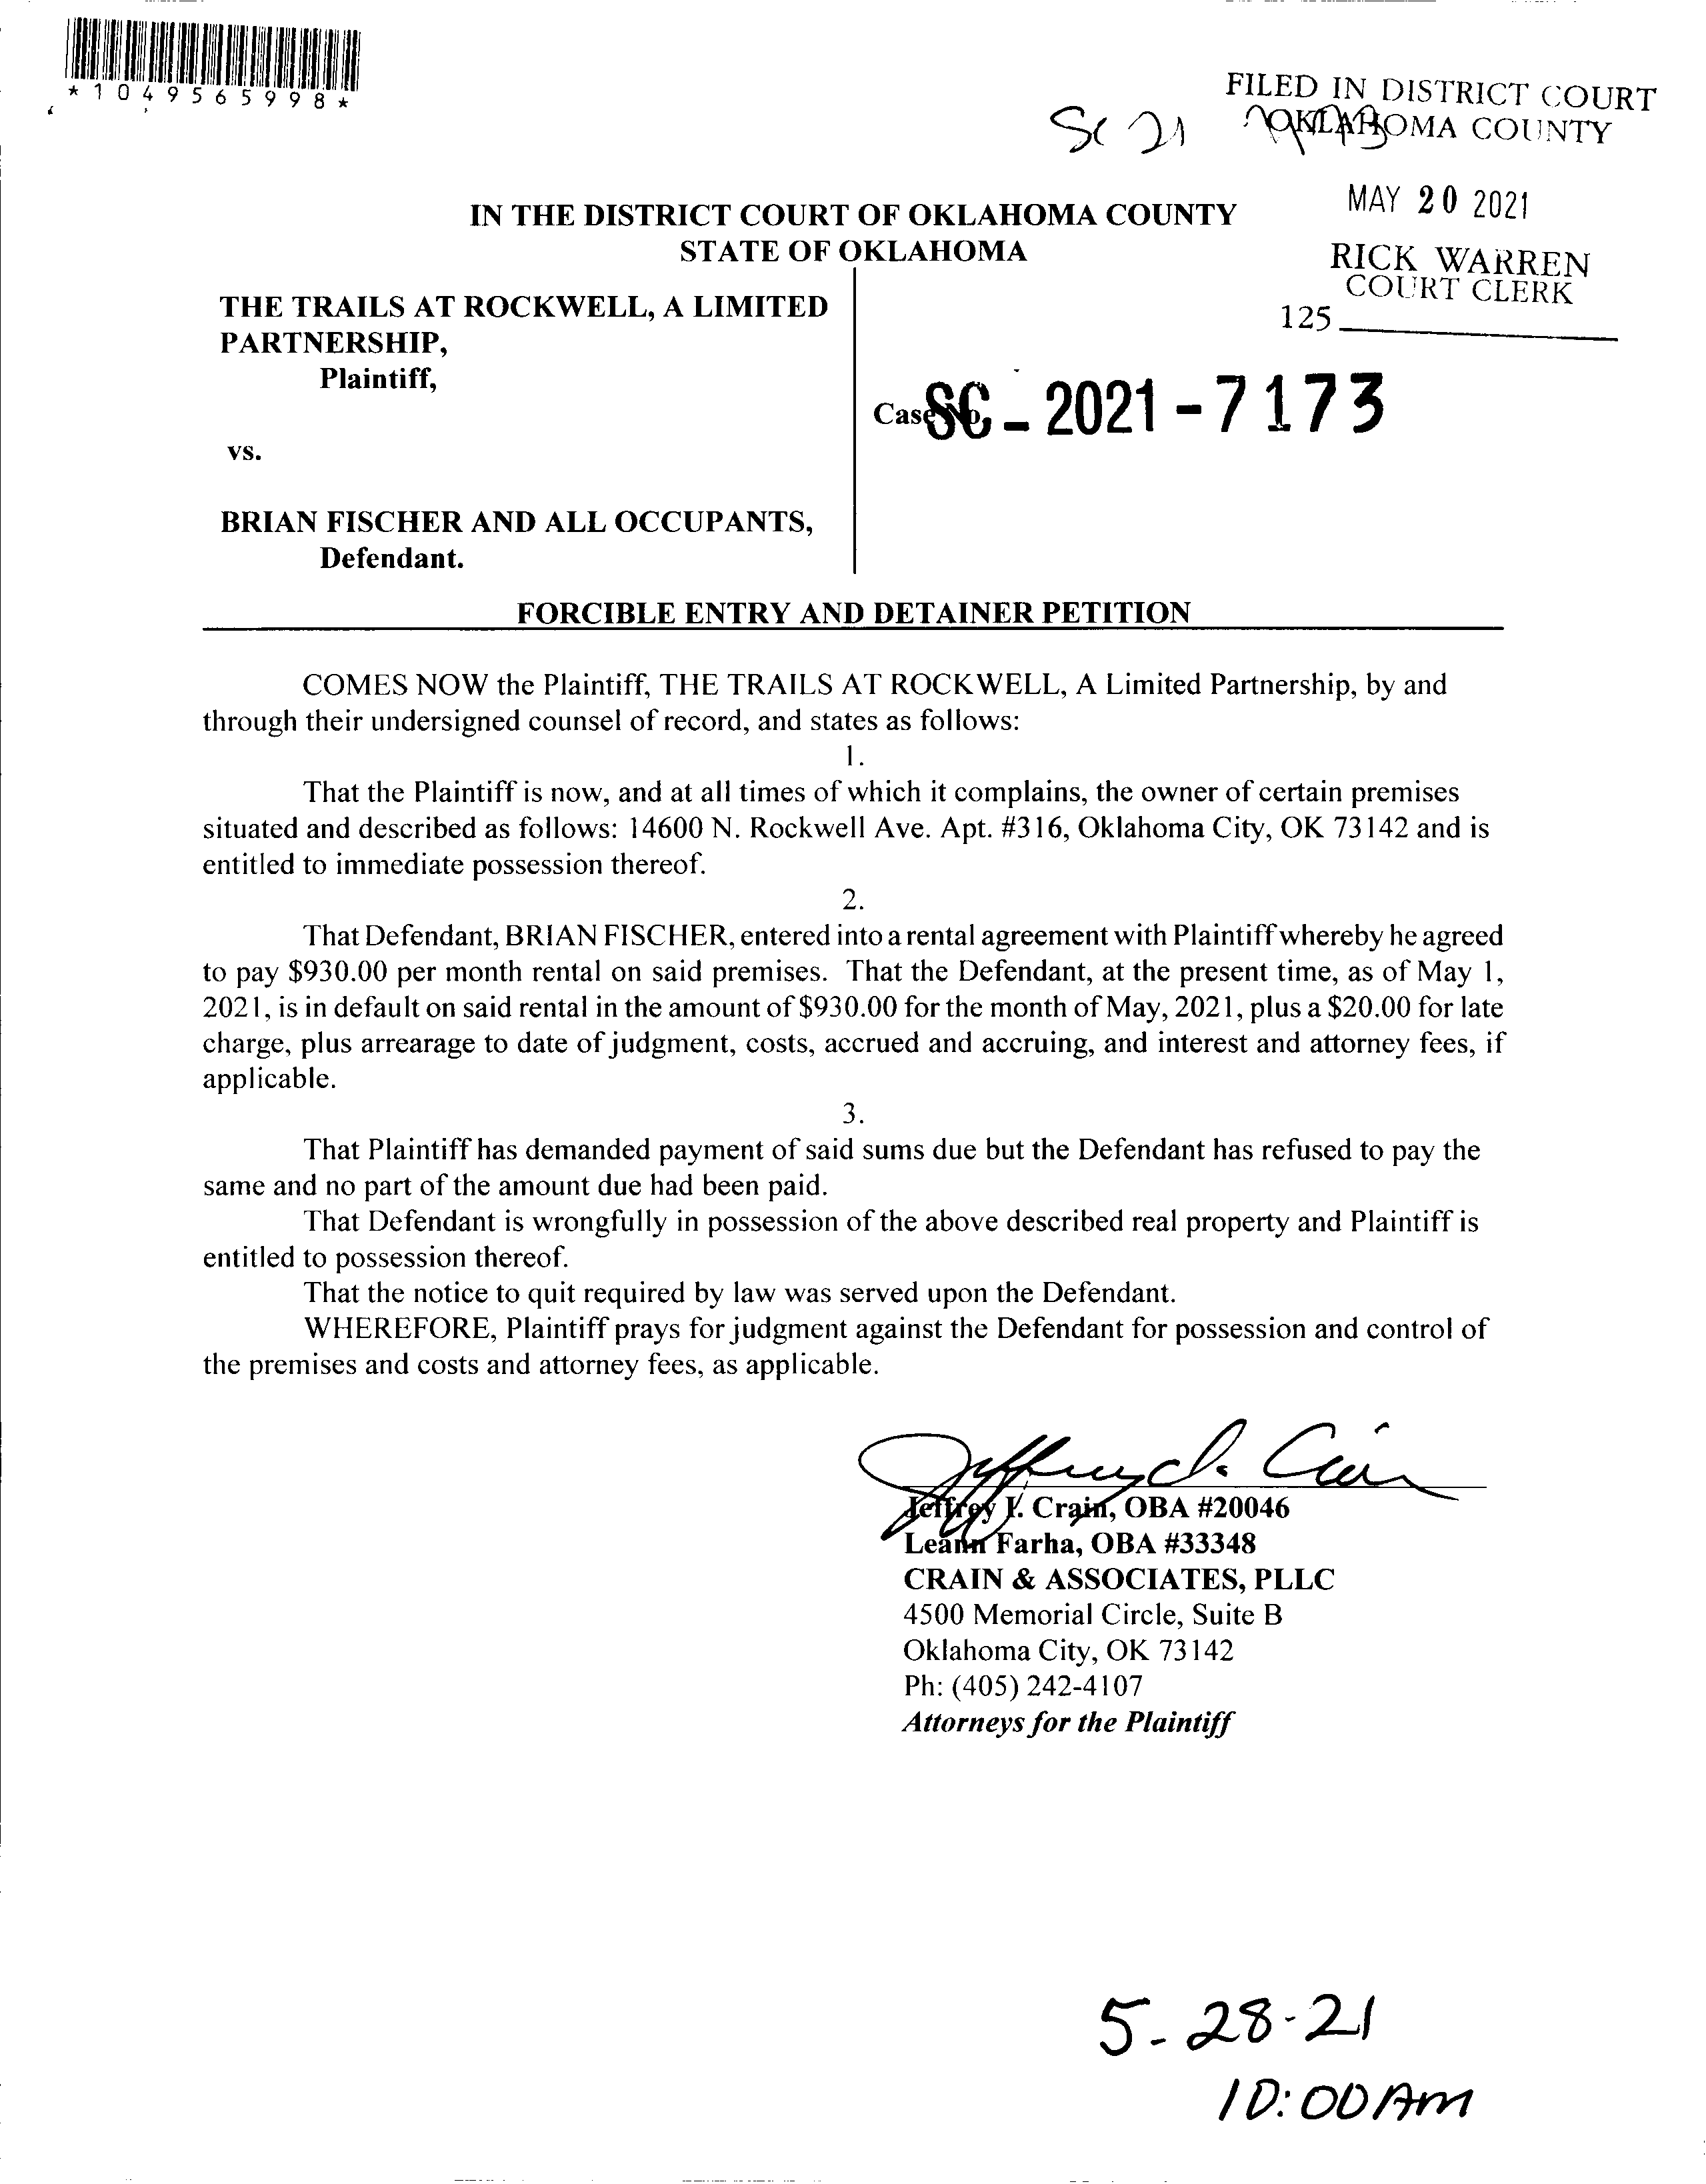 *1049565998*
SC 21
FILED IN DISTRICT COURT
OKLAHOMA COUNTY
MAY 20 2021
RICK WARREN
COURT CLERK
125
IN THE DISTRICT COURT OF OKLAHOMA COUNTY
STATE OF OKLAHOMA
THE TRAILS AT ROCKWELL, A LIMITED
PARTNERSHIP,
Plaintiff,
Case No. SC - 2021 - 7173
vs.
BRIAN FISCHER AND ALL OCCUPANTS,
Defendant.
FORCIBLE ENTRY AND DETAINER PETITION
COMES NOW the Plaintiff, THE TRAILS AT ROCKWELL, A Limited Partnership, by and
through their undersigned counsel of record, and states as follows:
1.
That the Plaintiff is now, and at all times of which it complains, the owner of certain premises
situated and described as follows: 14600 N. Rockwell Ave. Apt. #316, Oklahoma City, OK 73142 and is
entitled to immediate possession thereof.
2.
That Defendant, BRIAN FISCHER, entered into a rental agreement with Plaintiff whereby he agreed
to pay $930.00 per month rental on said premises. That the Defendant, at the present time, as of May 1,
2021, is in default on said rental in the amount of $930.00 for the month of May, 2021, plus a $20.00 for late
charge, plus arrearage to date of judgment, costs, accrued and accruing, and interest and attorney fees, if
applicable.
3.
That Plaintiff has demanded payment of said sums due but the Defendant has refused to pay the
same and no part of the amount due had been paid.
That Defendant is wrongfully in possession of the above described real property and Plaintiff is
entitled to possession thereof.
That the notice to quit required by law was served upon the Defendant.
WHEREFORE, Plaintiff prays for judgment against the Defendant for possession and control of
the premises and costs and attorney fees, as applicable.
Jeffrey J. Crain, OBA #20046
Leann Farha, OBA #33348
CRAIN & ASSOCIATES, PLLC
4500 Memorial Circle, Suite B
Oklahoma City, OK 73142
Ph: (405) 242-4107
Attorneys for the Plaintiff
5-28-21
10:00 AM